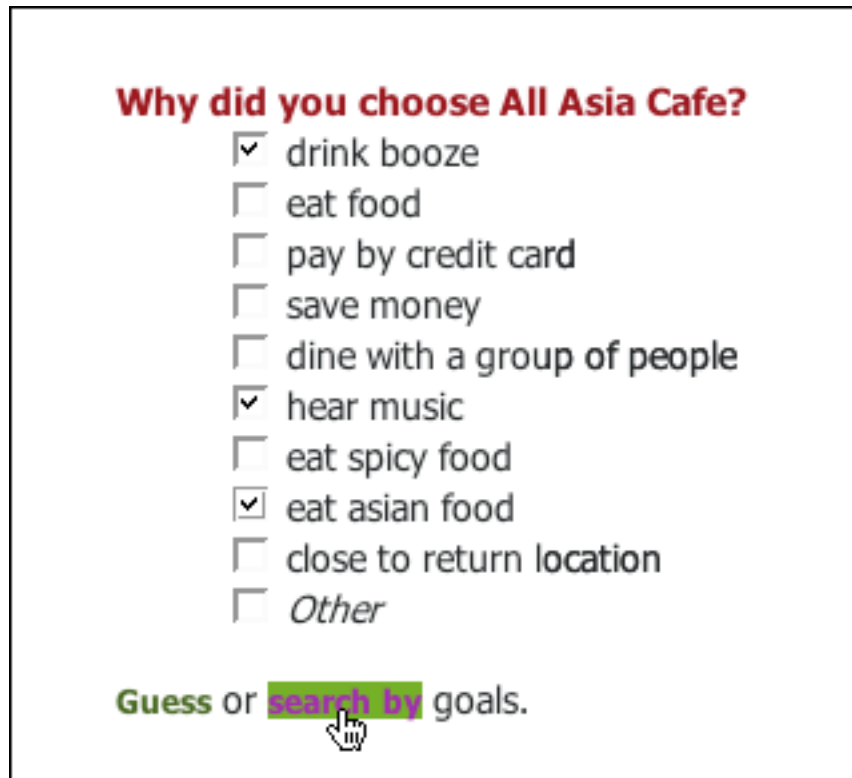 Why did you choose All Asia Cafe?
drink booze
eat food
pay by credit card
save money
dine with a group of people
hear music
eat spicy food
eat asian food
close to return location
Other
Guess or search by goals.